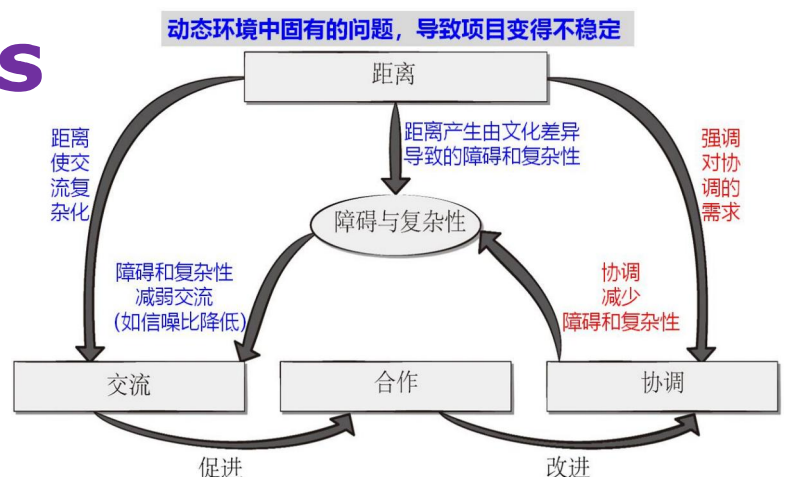 动态环境中固有的问题，导致项目变得不稳定
s
距离
距离
使交
流复
杂化
距离产生由文化差异
导致的障碍和复杂性
强调
对协
调的
需求
障碍与复杂性
障碍和复杂性
减弱交流
(如信噪比降低)
协调
减少
障碍和复杂性
交流
合作
协调
促进
改进